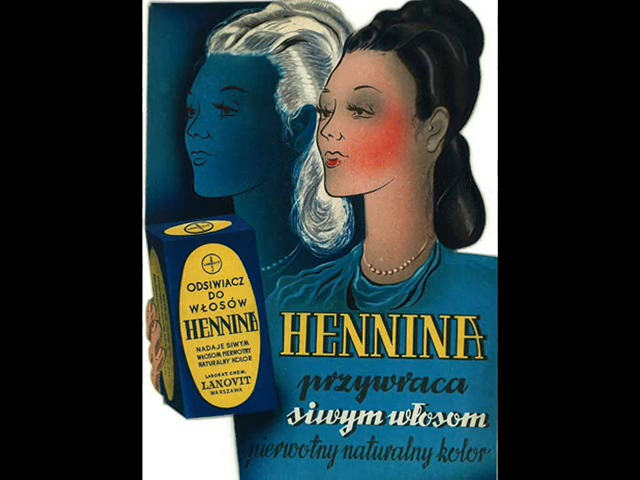 ODSIWIACZ
DO
WŁOSÓW
HENNINA
NADAJE SIWYM
WŁOSOM PIERWOTNY
NATURALNY KOLOR
LABORAT. CHEM.
LANOVIT
WARSZAWA
HENNINA
przywraca
siwym włosom
pierwotny naturalny kolor